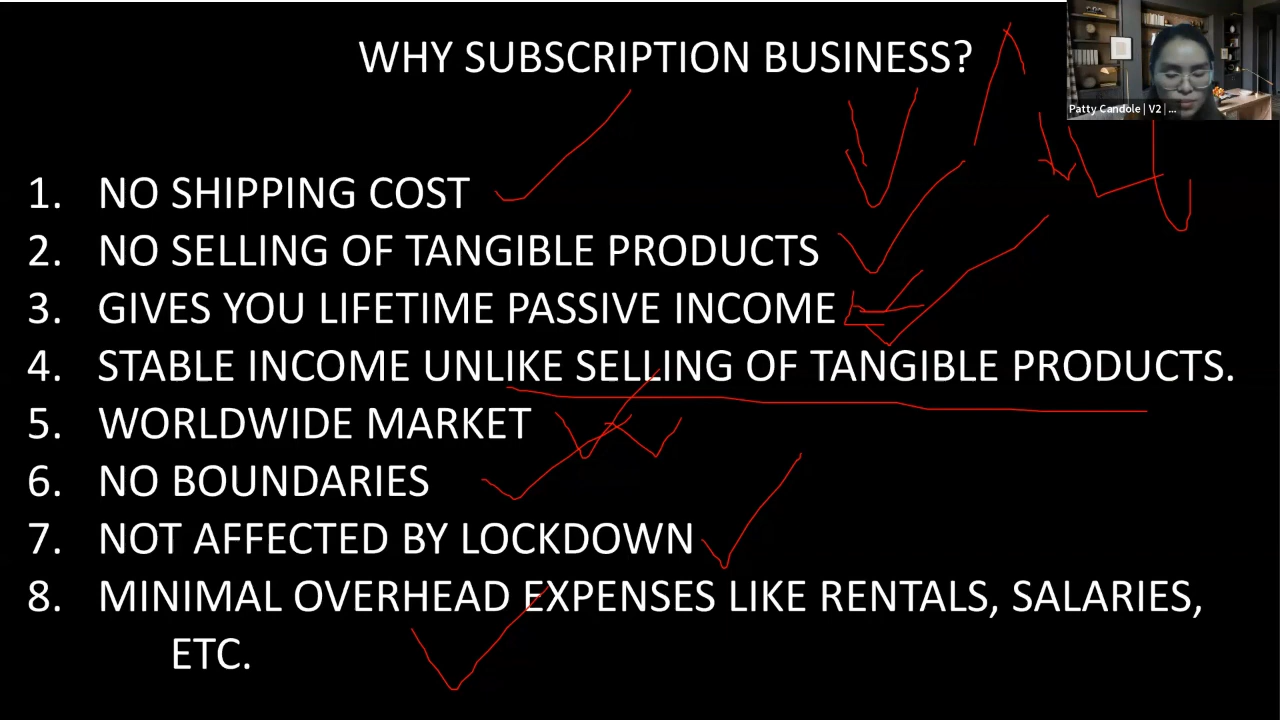 WHY SUBSCRIPTION BUSINESS?
Patty Candole | V2 | ...
1. NO SHIPPING COST
2. NO SELLING OF TANGIBLE PRODUCTS
3. GIVES YOU LIFETIME PASSIVE INCOME
4. STABLE INCOME UNLIKE SELLING OF TANGIBLE PRODUCTS.
5. WORLDWIDE MARKET
6. NO BOUNDARIES
7. NOT AFFECTED BY LOCKDOWN
8. MINIMAL OVERHEAD EXPENSES LIKE RENTALS, SALARIES,
ETC.